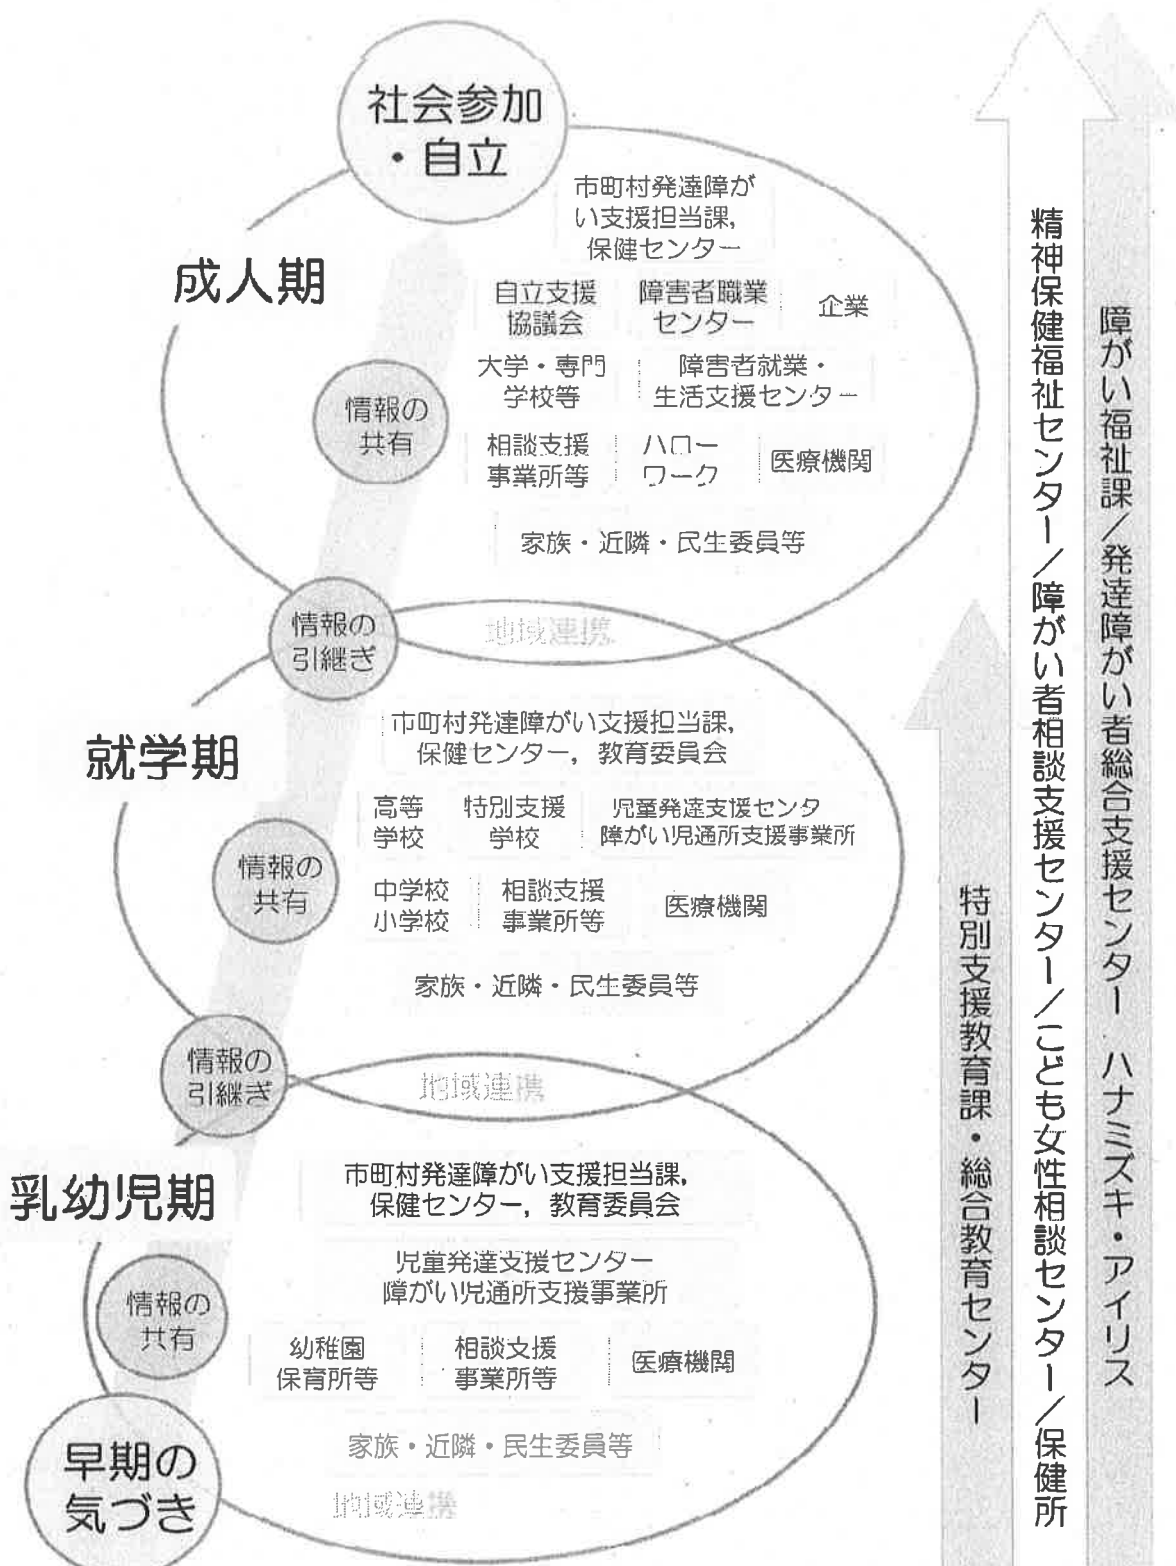 社会参加
・自立
市町村発達障が
い支援担当課,
保健センター
成人期
自立支援
協議会
障害者職業
センター
企業
大学・専門
学校等
障害者就業・
生活支援センター
情報の
共有
相談支援
事業所等
ハロー
ワーク
医療機関
家族・近隣・民生委員等
情報の
引継ぎ
地域連携
就学期
市町村発達障がい支援担当課,
保健センター, 教育委員会
高等
学校
特別支援
学校
児童発達支援センタ
障がい児通所支援事業所
情報の
共有
中学校
小学校
相談支援
事業所等
医療機関
家族・近隣・民生委員等
情報の
引継ぎ
地域連携
乳幼児期
市町村発達障がい支援担当課,
保健センター, 教育委員会
児童発達支援センター
障がい児通所支援事業所
情報の
共有
幼稚園
保育所等
相談支援
事業所等
医療機関
家族・近隣・民生委員等
早期の
気づき
地域連携
特別支援教育課・総合教育センター
精神保健福祉センター/障がい者相談支援センター/こども女性相談センター/保健所
障がい福祉課/発達障がい者総合支援センター ハナミズキ・アイリス